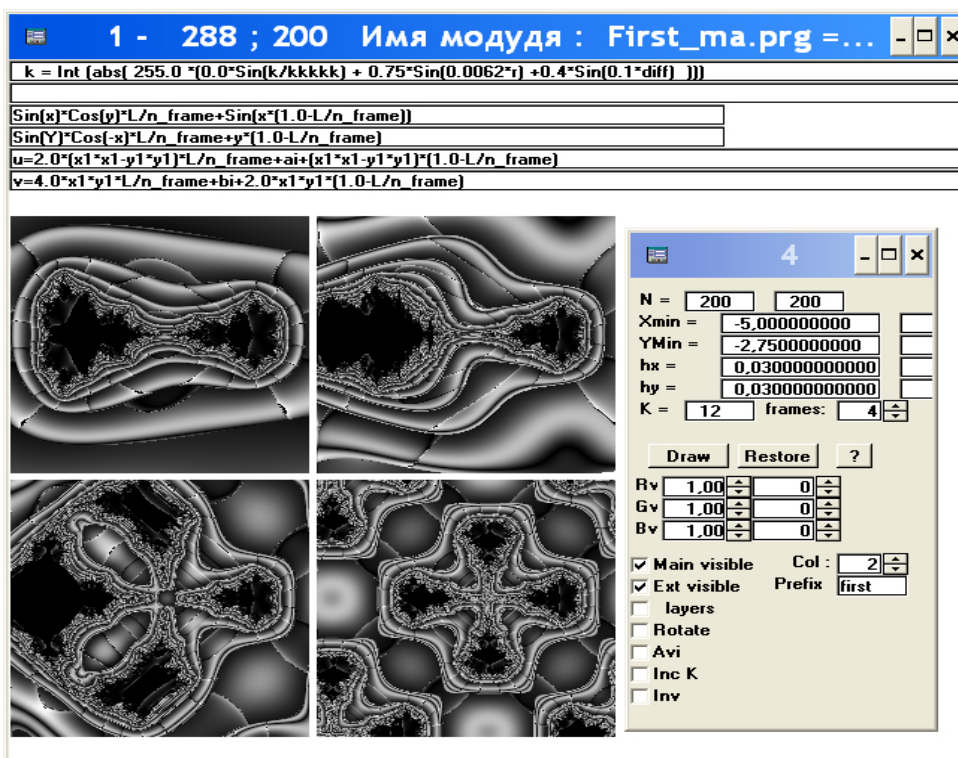 1 - 288 ; 200 Имя модудя : First_ma.prg =...
k = Int (abs( 255.0 *(0.0*Sin(k/kkkkk) + 0.75*Sin(0.0062*r) +0.4*Sin(0.1*diff) )))
Sin(x)*Cos(y)*L/n_frame+Sin(x*(1.0-L/n_frame))
Sin(Y)*Cos(-x)*L/n_frame+y*(1.0-L/n_frame)
u=2.0*(x1*x1-y1*y1)*L/n_frame+ai+(x1*x1-y1*y1)*(1.0-L/n_frame)
v=4.0*x1*y1*L/n_frame+bi+2.0*x1*y1*(1.0-L/n_frame)
4
N = 200 200
Xmin = -5,000000000
YMin = -2,7500000000
hx = 0,030000000000
hy = 0,030000000000
K = 12 frames: 4
Draw Restore ?
Rv 1,00 0
Gv 1,00 0
Bv 1,00 0
Main visible Col : 2
Ext visible Prefix first
layers
Rotate
Avi
Inc K
Inv